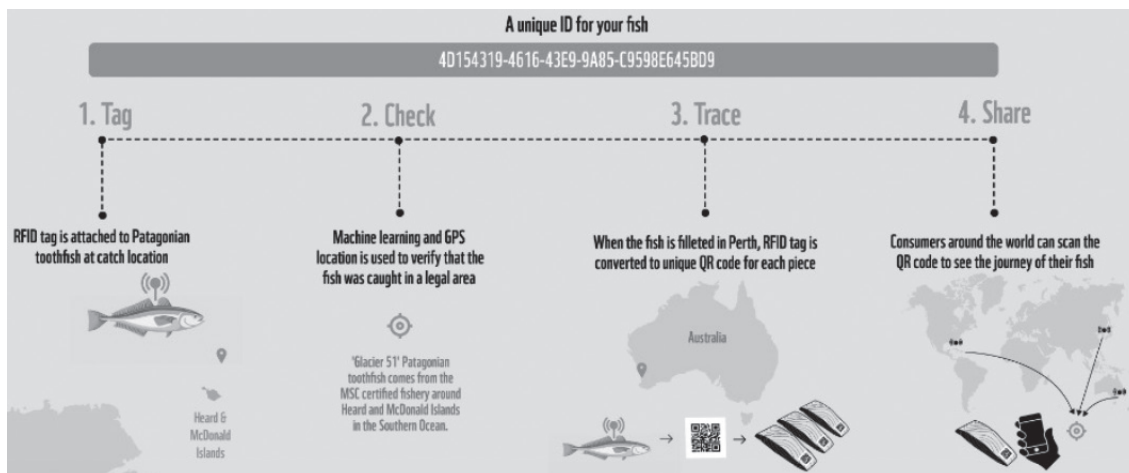 A unique ID for your fish
4D154319-4616-43E9-9A85-C9598E645BD9
1. Tag
2. Check
3. Trace
4. Share
RFID tag is attached to Patagonian
toothfish at catch location
Heard &
McDonald
Islands
Machine learning and GPS
location is used to verify that the
fish was caught in a legal area
'Glacier 51' Patagonian
toothfish comes from the
MSC certified fishery around
Heard and McDonald Islands
in the Southern Ocean.
When the fish is filleted in Perth, RFID tag is
converted to unique QR code for each piece
Australia
Consumers around the world can scan the
QR code to see the journey of their fish